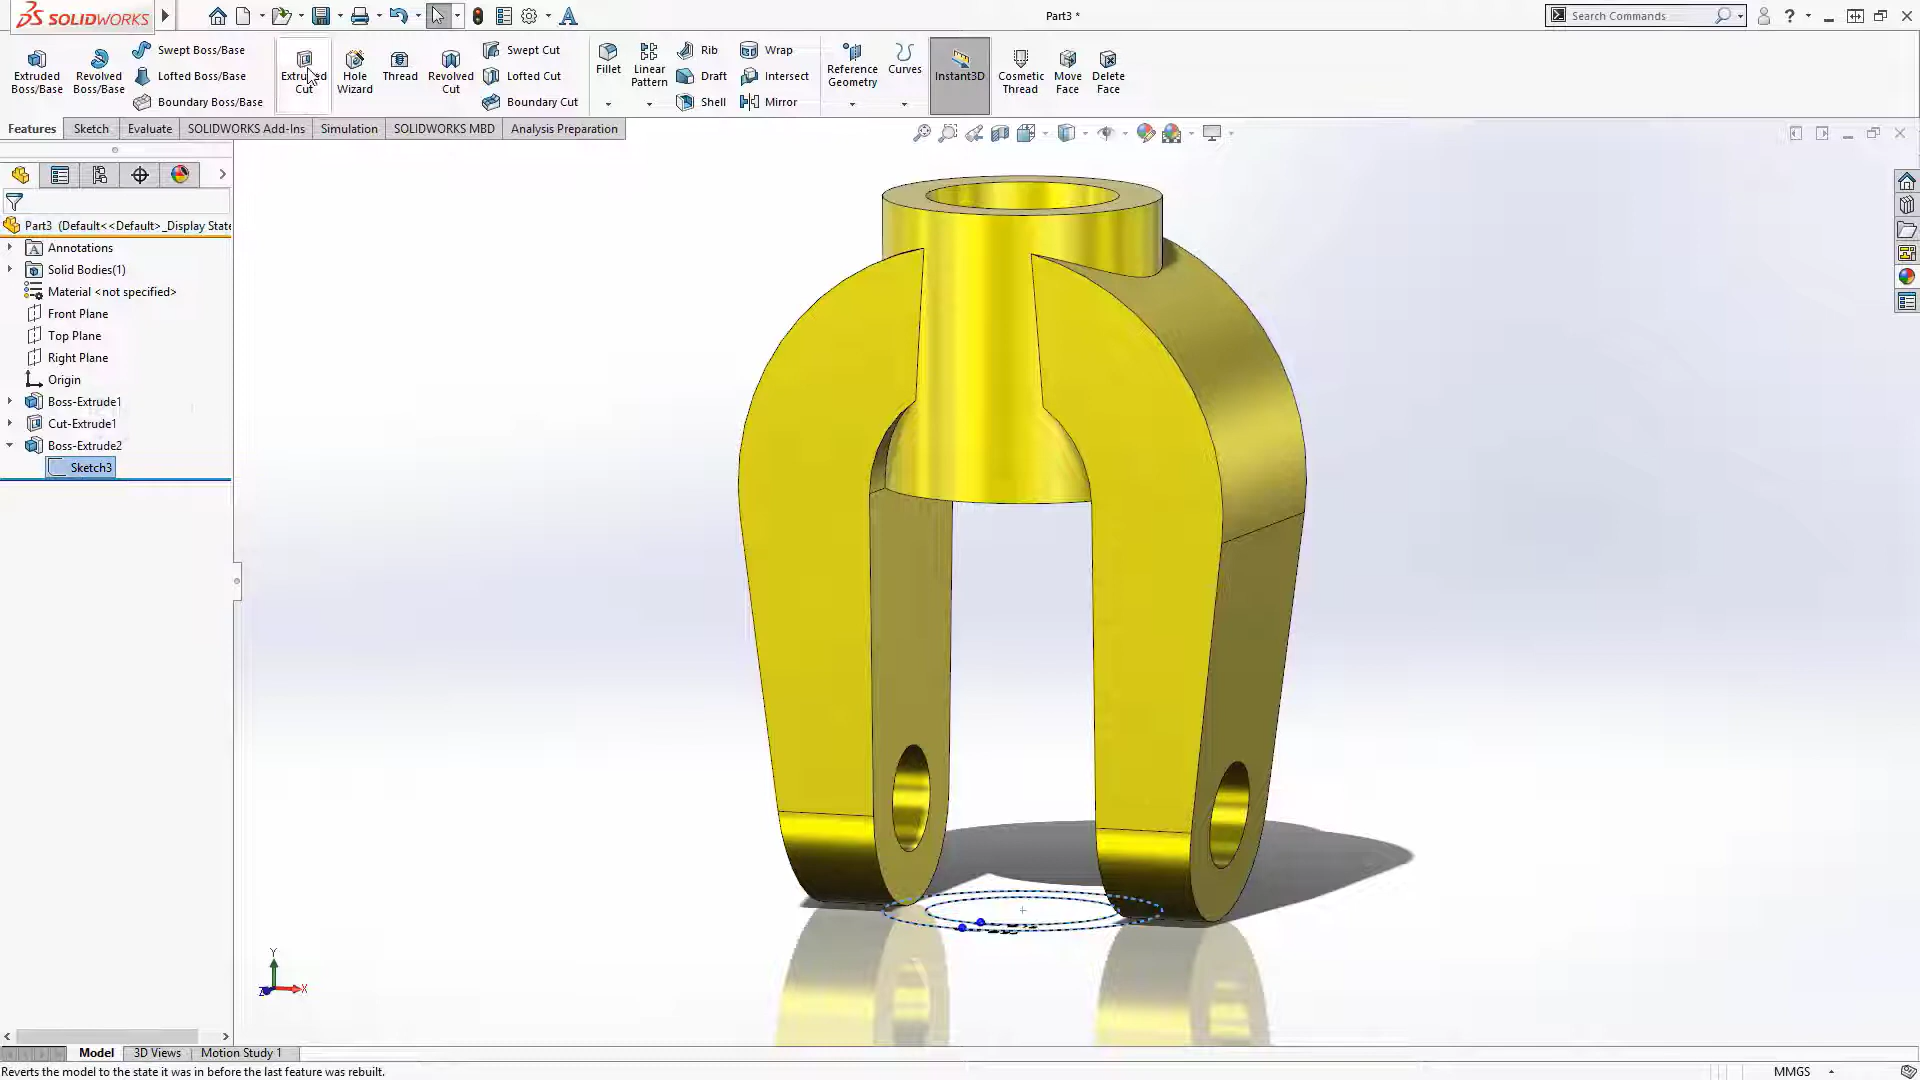 SOLIDWORKS
Part3 *
Search Commands
Extruded Boss/Base
Revolved Boss/Base
Swept Boss/Base
Lofted Boss/Base
Boundary Boss/Base
Extruded Cut
Hole Wizard
Thread
Revolved Cut
Swept Cut
Lofted Cut
Boundary Cut
Fillet
Linear Pattern
Rib
Draft
Shell
Wrap
Intersect
Mirror
Reference Geometry
Curves
Instant3D
Cosmetic Thread
Move Face
Delete Face
Features
Sketch
Evaluate
SOLIDWORKS Add-Ins
Simulation
SOLIDWORKS MBD
Analysis Preparation
Part3 (Default<<Default>_Display State
Annotations
Solid Bodies(1)
Material <not specified>
Front Plane
Top Plane
Right Plane
Origin
Boss-Extrude1
Cut-Extrude1
Boss-Extrude2
Sketch3
Y
Z
X
Model
3D Views
Motion Study 1
Reverts the model to the state it was in before the last feature was rebuilt.
MMGS